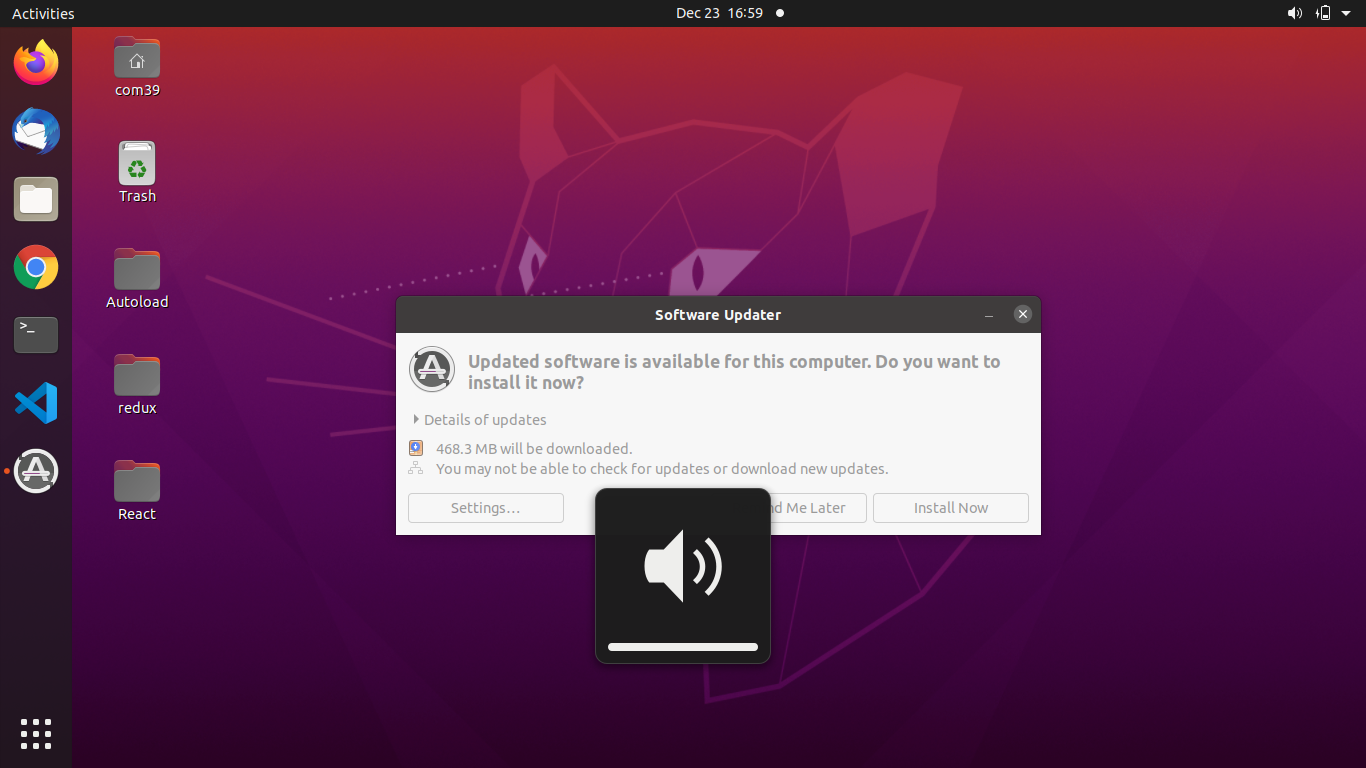 Activities
Dec 23 16:59
com39
Trash
Autoload
redux
React
>_
Software Updater
Updated software is available for this computer. Do you want to
install it now?
Details of updates
468.3 MB will be downloaded.
You may not be able to check for updates or download new updates.
Settings…
Me Later
Install Now